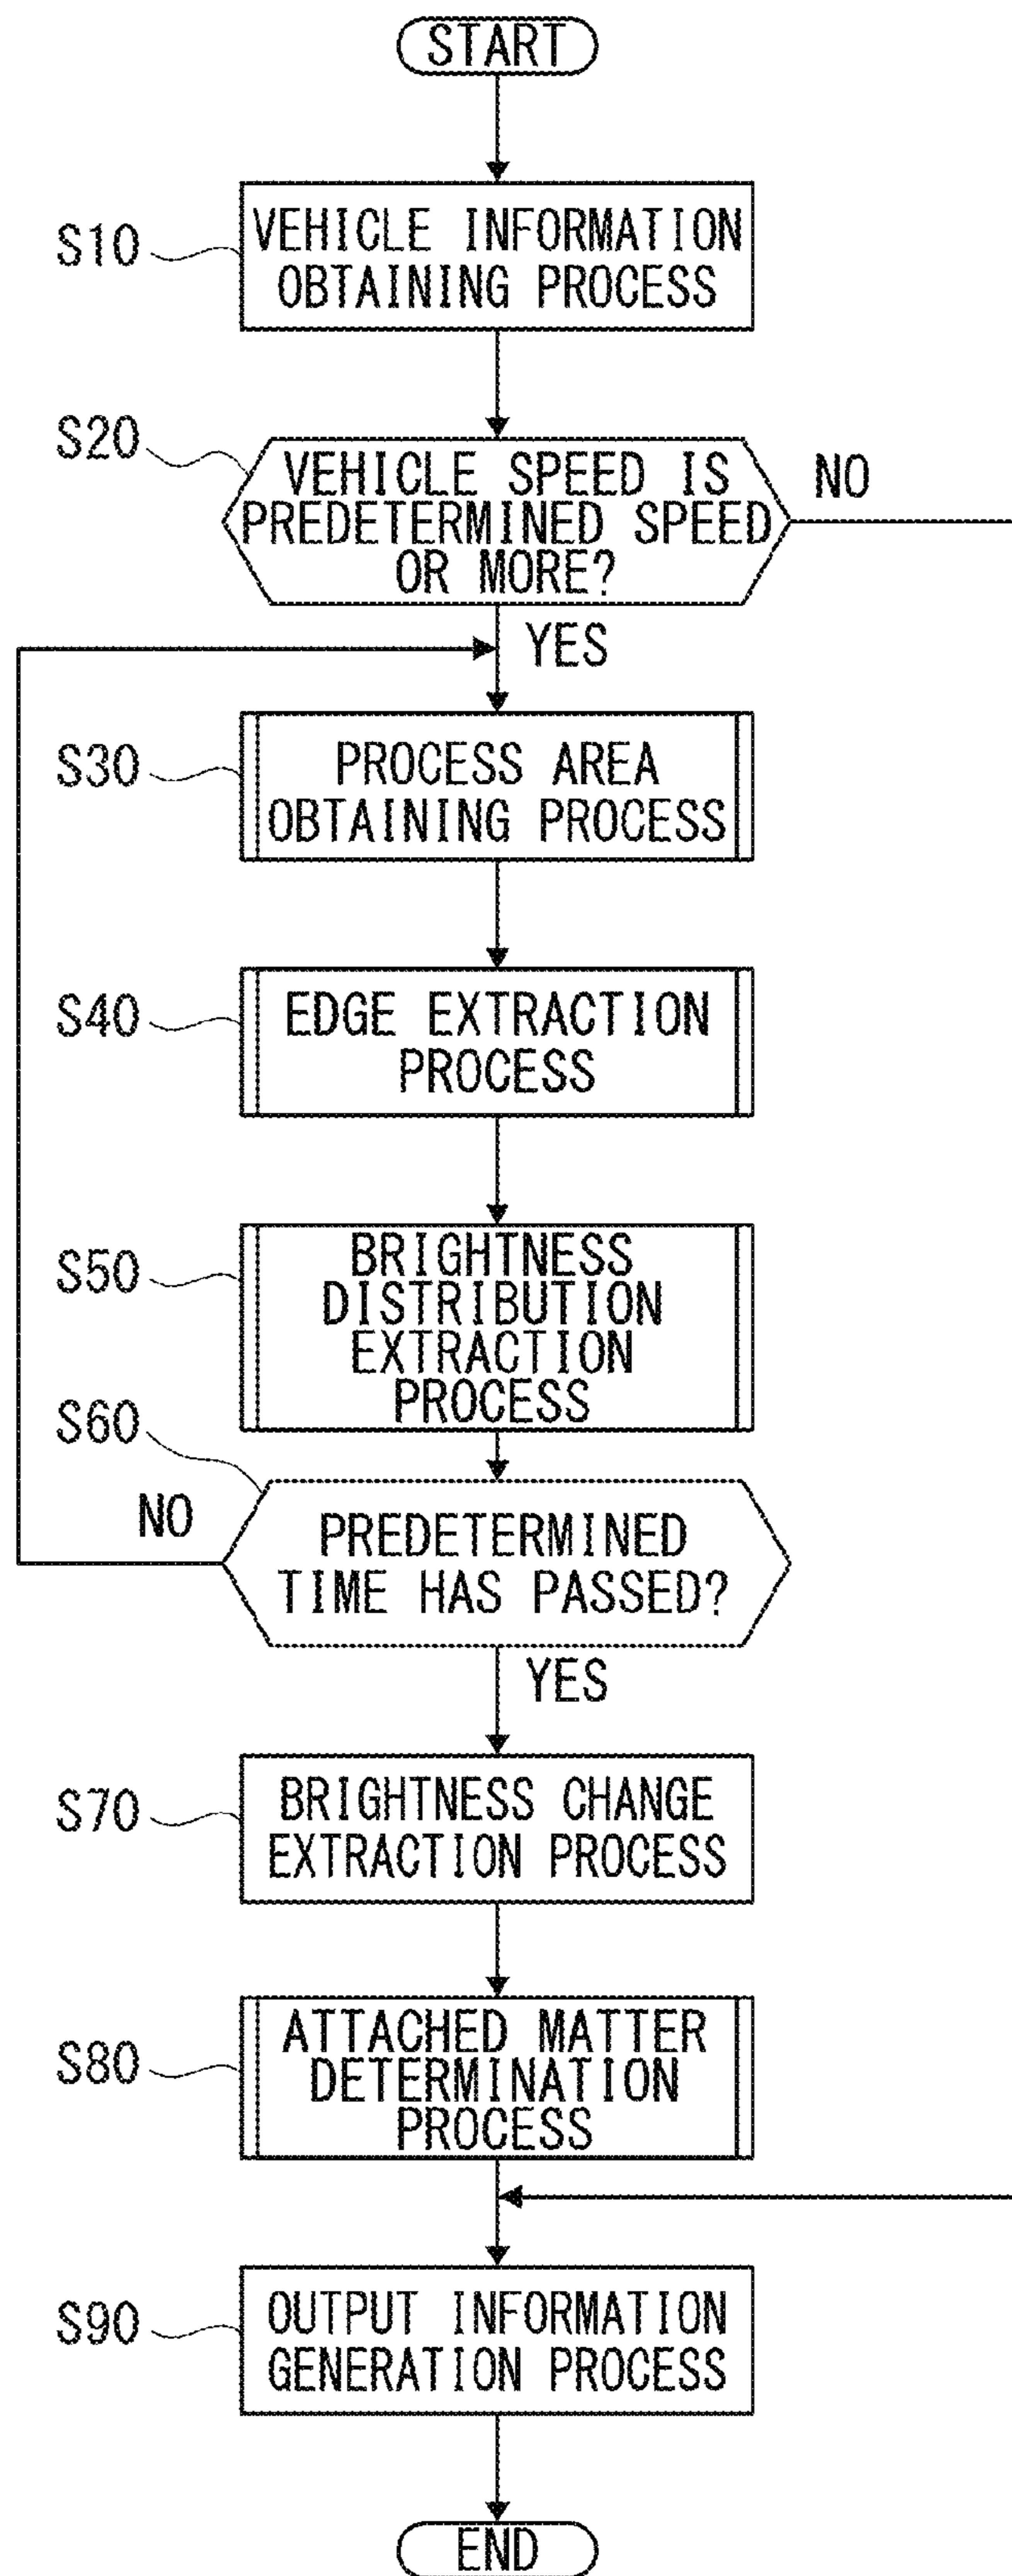 START
S10
VEHICLE INFORMATION
OBTAINING PROCESS
S20
VEHICLE SPEED IS
PREDETERMINED SPEED
OR MORE?
NO
YES
S30
PROCESS AREA
OBTAINING PROCESS
S40
EDGE EXTRACTION
PROCESS
S50
BRIGHTNESS
DISTRIBUTION
EXTRACTION
PROCESS
S60
NO
PREDETERMINED
TIME HAS PASSED?
YES
S70
BRIGHTNESS CHANGE
EXTRACTION PROCESS
S80
ATTACHED MATTER
DETERMINATION
PROCESS
S90
OUTPUT INFORMATION
GENERATION PROCESS
END